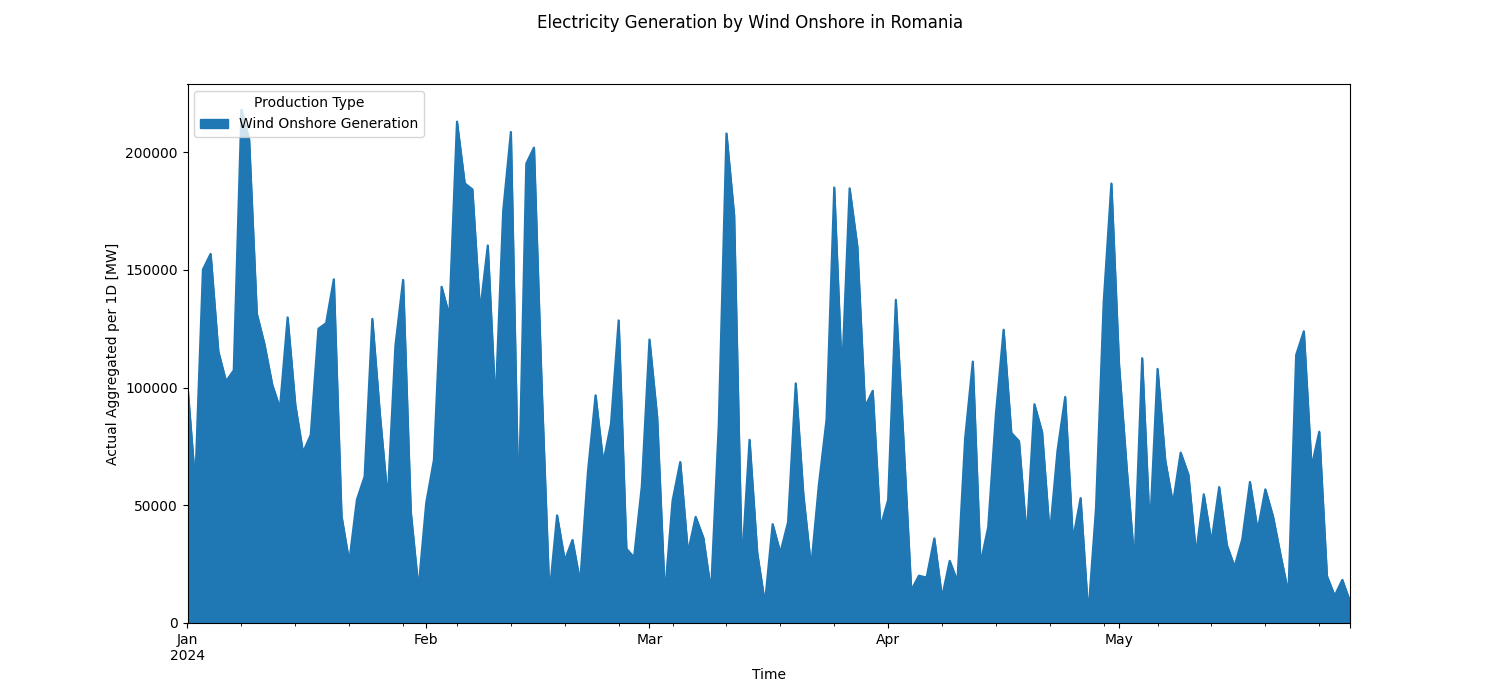 Electricity Generation by Wind Onshore in Romania
Production Type
Wind Onshore Generation
Actual Aggregated per 1D [MW]
200000
150000
100000
50000
0
Jan
2024
Feb
Mar
Apr
May
Time